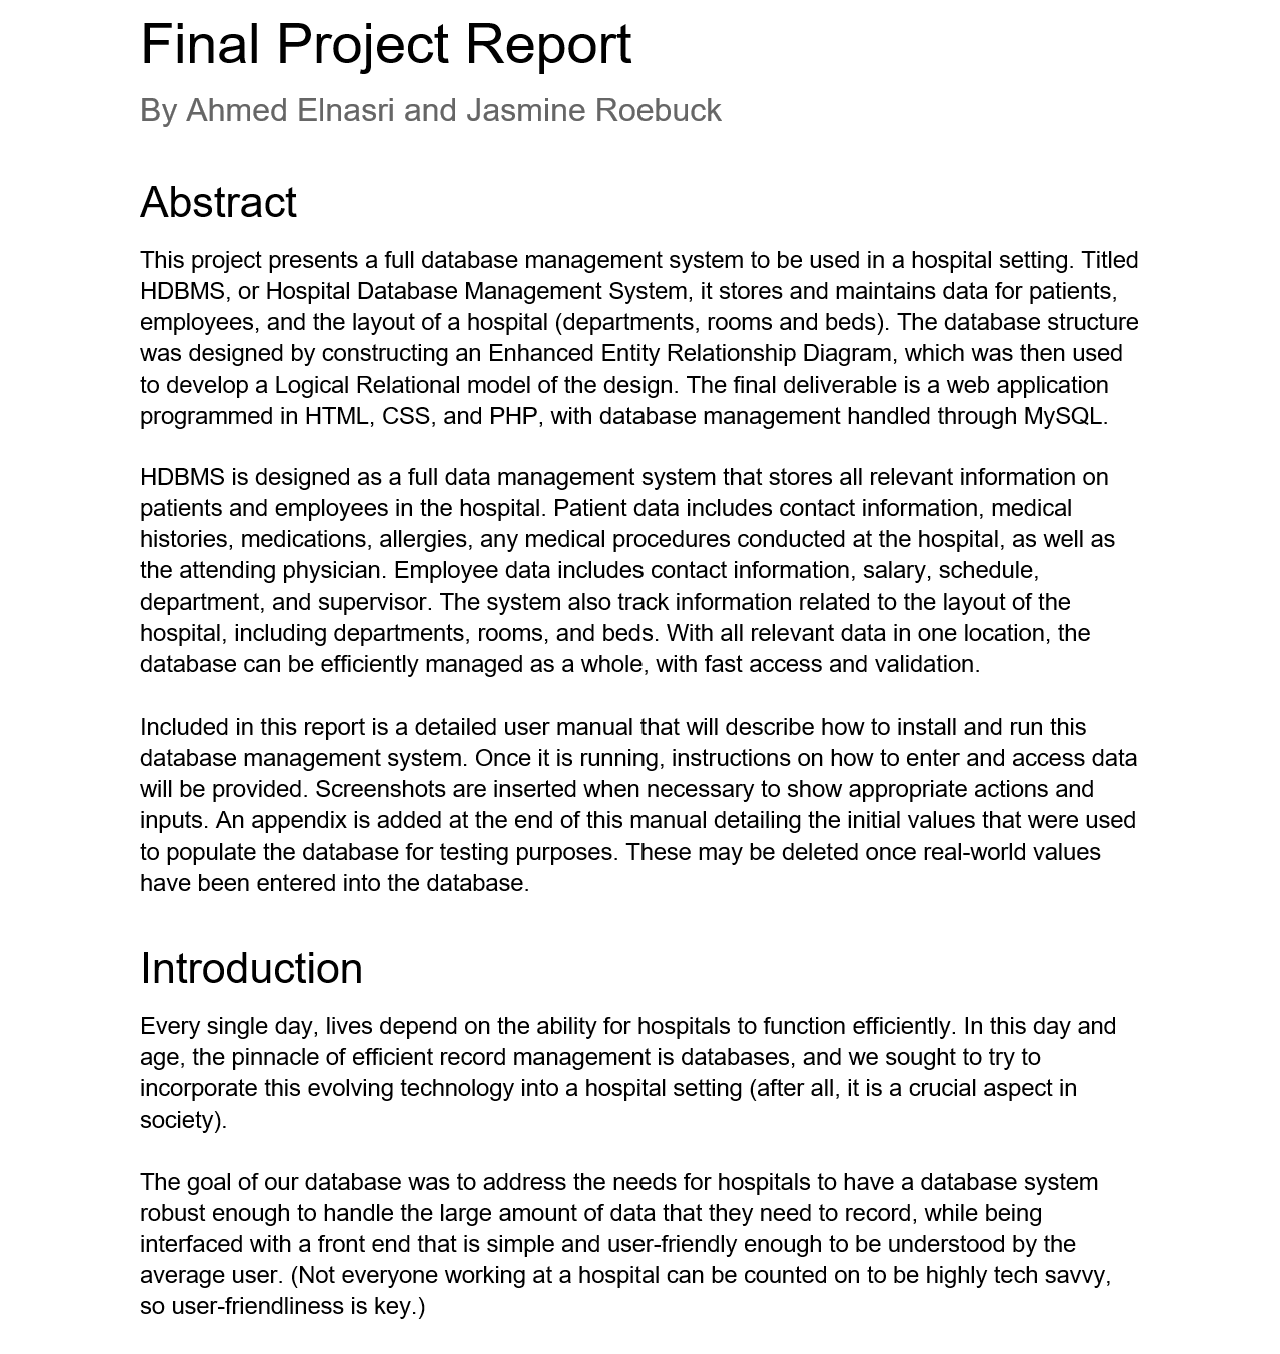 Final Project Report
By Ahmed Elnasri and Jasmine Roebuck
Abstract
This project presents a full database management system to be used in a hospital setting. Titled
HDBMS, or Hospital Database Management System, it stores and maintains data for patients,
employees, and the layout of a hospital (departments, rooms and beds). The database structure
was designed by constructing an Enhanced Entity Relationship Diagram, which was then used
to develop a Logical Relational model of the design. The final deliverable is a web application
programmed in HTML, CSS, and PHP, with database management handled through MySQL.
HDBMS is designed as a full data management system that stores all relevant information on
patients and employees in the hospital. Patient data includes contact information, medical
histories, medications, allergies, any medical procedures conducted at the hospital, as well as
the attending physician. Employee data includes contact information, salary, schedule,
department, and supervisor. The system also track information related to the layout of the
hospital, including departments, rooms, and beds. With all relevant data in one location, the
database can be efficiently managed as a whole, with fast access and validation.
Included in this report is a detailed user manual that will describe how to install and run this
database management system. Once it is running, instructions on how to enter and access data
will be provided. Screenshots are inserted when necessary to show appropriate actions and
inputs. An appendix is added at the end of this manual detailing the initial values that were used
to populate the database for testing purposes. These may be deleted once real-world values
have been entered into the database.
Introduction
Every single day, lives depend on the ability for hospitals to function efficiently. In this day and
age, the pinnacle of efficient record management is databases, and we sought to try to
incorporate this evolving technology into a hospital setting (after all, it is a crucial aspect in
society).
The goal of our database was to address the needs for hospitals to have a database system
robust enough to handle the large amount of data that they need to record, while being
interfaced with a front end that is simple and user-friendly enough to be understood by the
average user. (Not everyone working at a hospital can be counted on to be highly tech savvy,
so user-friendliness is key.)